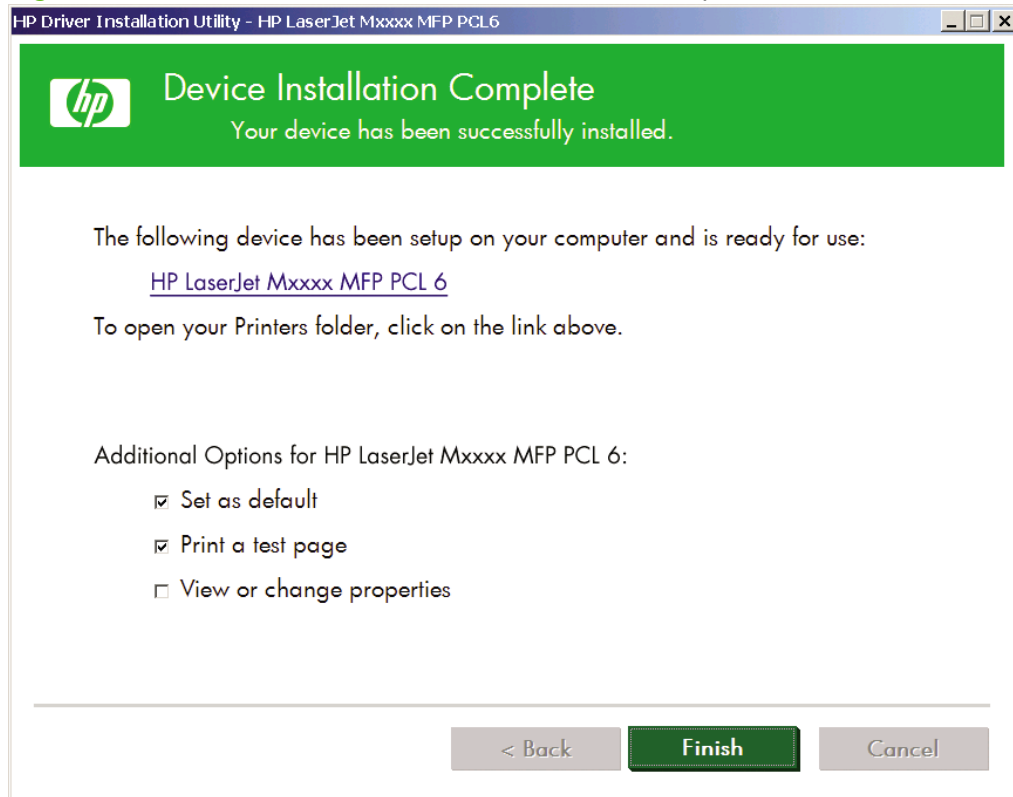 HP Driver Installation Utility - HP LaserJet Mxxxx MFP PCL6
hp
Device Installation Complete
Your device has been successfully installed.
The following device has been setup on your computer and is ready for use:
HP LaserJet Mxxxx MFP PCL 6
To open your Printers folder, click on the link above.
Additional Options for HP LaserJet Mxxxx MFP PCL 6:
Set as default
Print a test page
View or change properties
< Back
Finish
Cancel